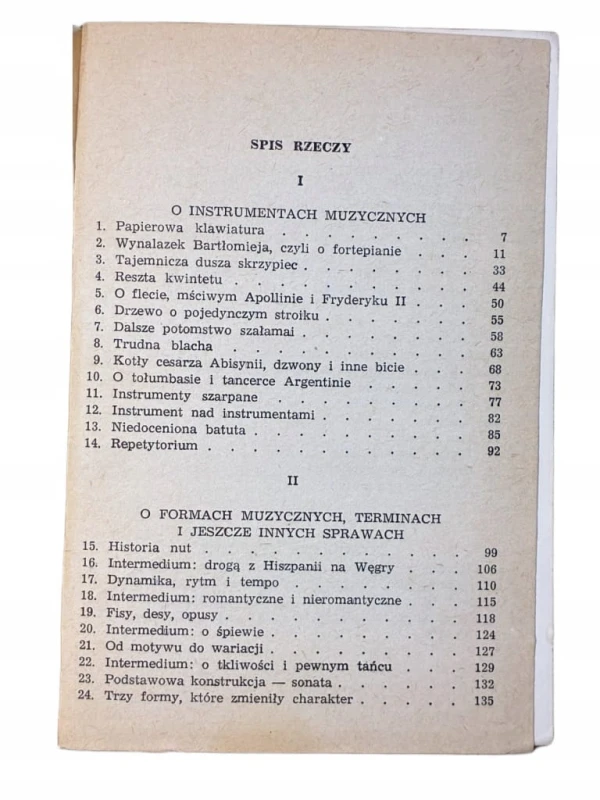 SPIS RZECZY
I
O INSTRUMENTACH MUZYCZNYCH
1. Papierowa klawiatura . . . . . . . . . 7
2. Wynalazek Bartłomieja, czyli o fortepianie . . . 11
3. Tajemnicza dusza skrzypiec . . . . . . . 33
4. Reszta kwintetu . . . . . . . . . . 44
5. O flecie, mściwym Apollinie i Fryderyku II . . . 50
6. Drzewo o pojedynczym stroiku . . . . . . 55
7. Dalsze potomstwo szałamai . . . . . . . 58
8. Trudna blacha . . . . . . . . . . 63
9. Kotły cesarza Abisynii, dzwony i inne bicie . . . 68
10. O tołumbasie i tancerce Argentinie . . . . . 73
11. Instrumenty szarpane . . . . . . . . 77
12. Instrument nad instrumentami . . . . . . 82
13. Niedoceniona batuta . . . . . . . . . 85
14. Repetytorium . . . . . . . . . . . 92
II
O FORMACH MUZYCZNYCH, TERMINACH
I JESZCZE INNYCH SPRAWACH
15. Historia nut . . . . . . . . . . . 99
16. Intermedium: drogą z Hiszpanii na Węgry . . . 106
17. Dynamika, rytm i tempo . . . . . . . . 110
18. Intermedium: romantyczne i nieromantyczne . . . 115
19. Fisy, desy, opusy . . . . . . . . . 118
20. Intermedium: o śpiewie . . . . . . . . 124
21. Od motywu do wariacji . . . . . . . . 127
22. Intermedium: o tkliwości i pewnym tańcu . . . 129
23. Podstawowa konstrukcja — sonata . . . . . 132
24. Trzy formy, które zmieniły charakter . . . . . 135